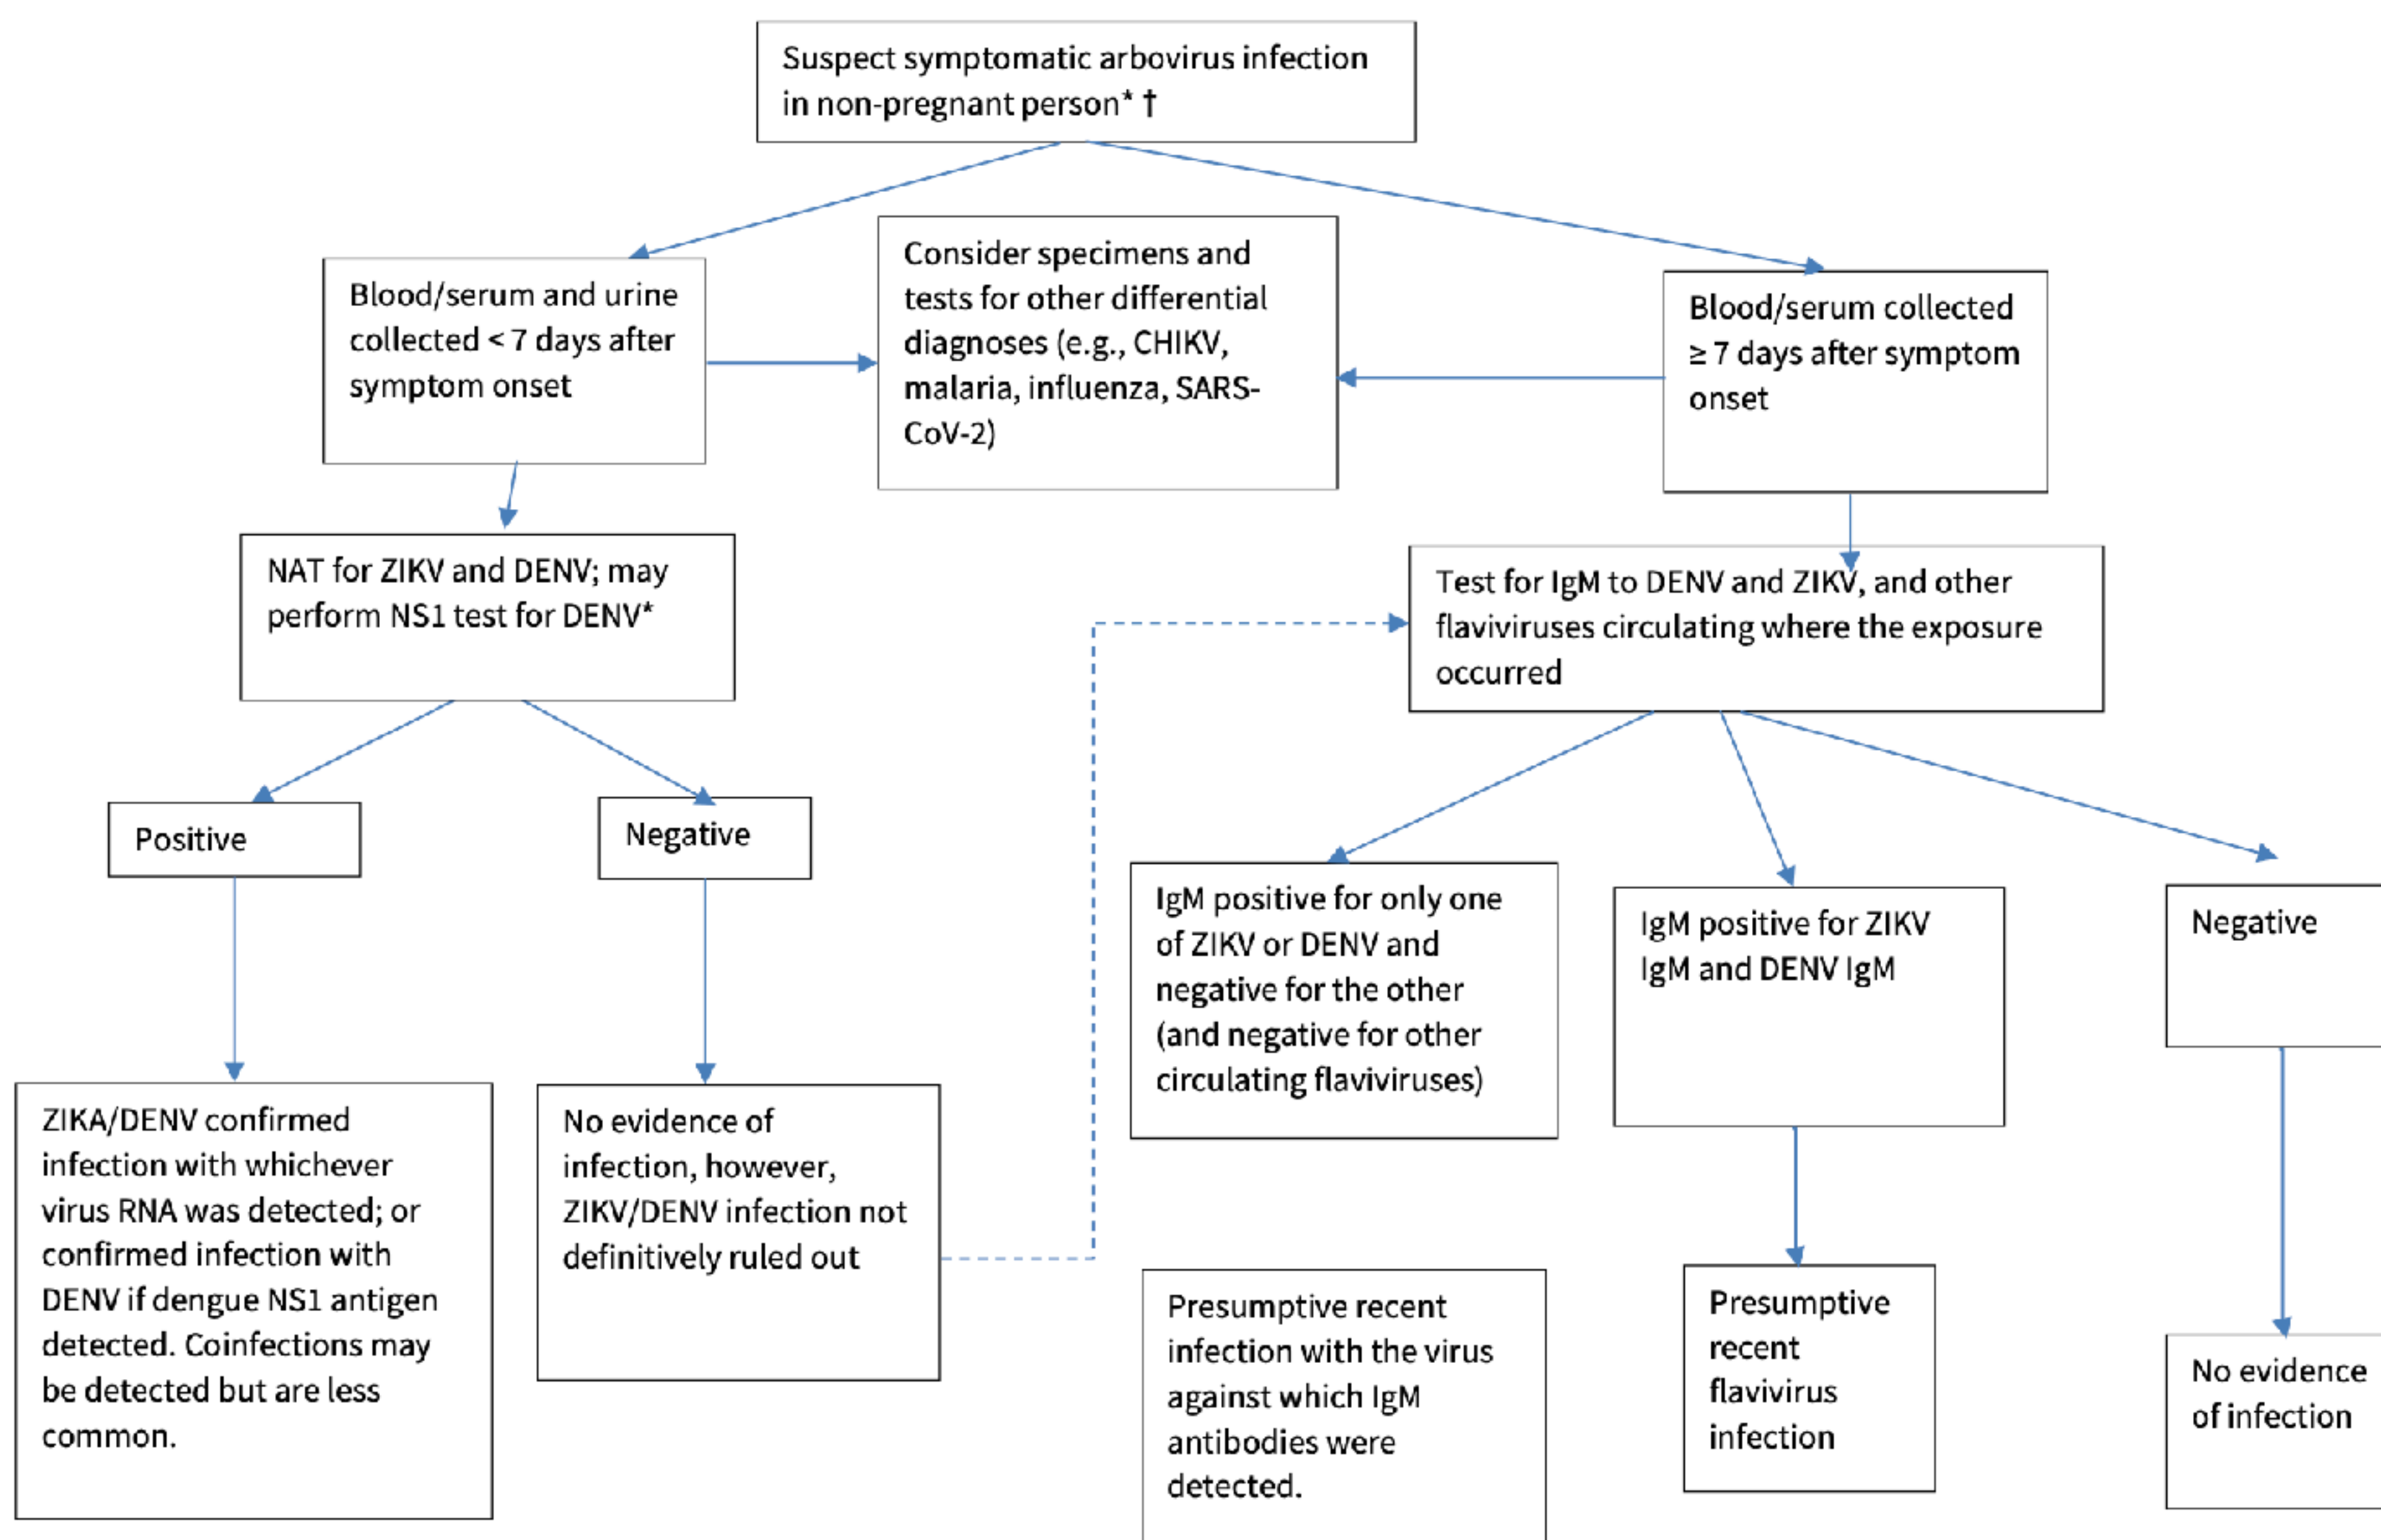 Suspect symptomatic arbovirus infection
in non-pregnant person* †
Blood/serum and urine
collected < 7 days after
symptom onset
Consider specimens and
tests for other differential
diagnoses (e.g., CHIKV,
malaria, influenza, SARS-
CoV-2)
Blood/serum collected
≥ 7 days after symptom
onset
NAT for ZIKV and DENV; may
perform NS1 test for DENV*
Test for IgM to DENV and ZIKV, and other
flaviviruses circulating where the exposure
occurred
Positive
Negative
IgM positive for only one
of ZIKV or DENV and
negative for the other
(and negative for other
circulating flaviviruses)
IgM positive for ZIKV
IgM and DENV IgM
Negative
ZIKA/DENV confirmed
infection with whichever
virus RNA was detected; or
confirmed infection with
DENV if dengue NS1 antigen
detected. Coinfections may
be detected but are less
common.
No evidence of
infection, however,
ZIKV/DENV infection not
definitively ruled out
Presumptive recent
infection with the virus
against which IgM
antibodies were
detected.
Presumptive
recent
flavivirus
infection
No evidence
of infection